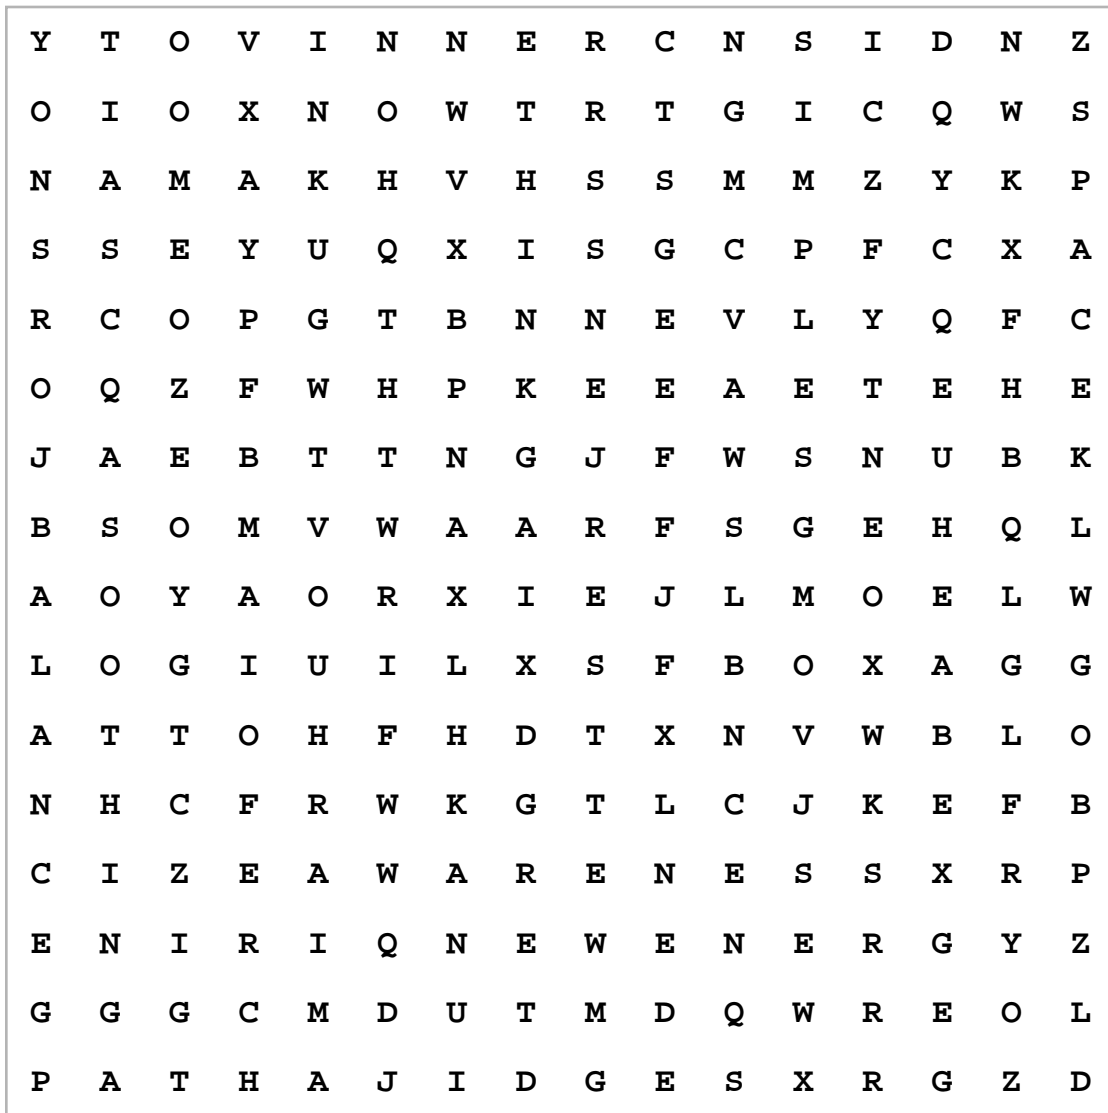 Y T O V I N N E R C N S I D N Z
O I O X N O W T R T G I C Q W S
N A M A K H V H S S M M Z Y K P
S S E Y U Q X I S G C P F C X A
R C O P G T B N N E V L Y Q F C
O Q Z F W H P K E E A E T E H E
J A E B T T N G J F W S N U B K
B S O M V W A A R F S G E H Q L
A O Y A O R X I E J L M O E L W
L O G I U I L X S F B O X A G G
A T T O H F H D T X N V W B L O
N H C F R W K G T L C J K E F B
C I Z E A W A R E N E S S X R P
E N I R I Q N E W E N E R G Y Z
G G G C M D U T M D Q W R E O L
P A T H A J I D G E S X R G Z D